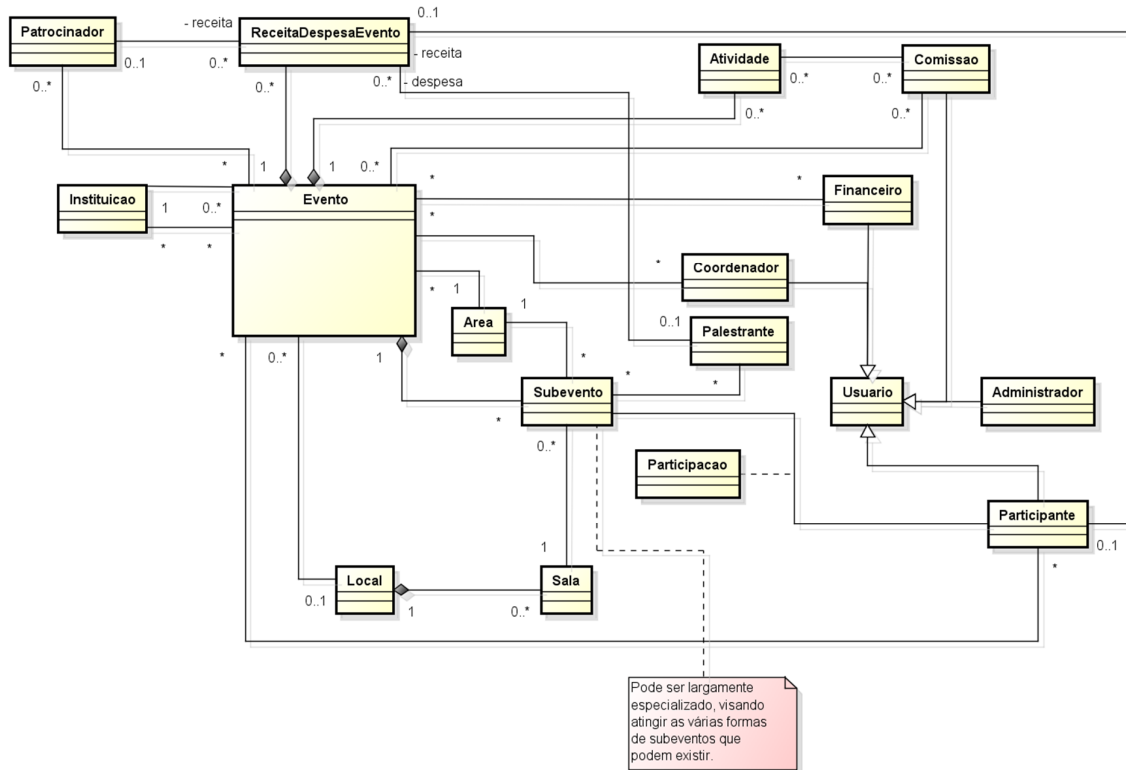 0..1
- receita
Patrocinador
ReceitaDespesaEvento
0..1
0..*
- receita
0..*
0..*
0..*
- despesa
Atividade
Comissao
0..*
0..*
0..*
0..*
*
1
1
0..*
*
*
Instituicao
Evento
Financeiro
1
0..*
*
*
*
*
Coordenador
1
*
1
Area
0..1
Palestrante
*
0..*
1
*
*
*
Subevento
Usuario
Administrador
*
0..*
Participacao
Participante
0..1
1
*
Local
Sala
0..1
1
0..*
Pode ser largamente
especializado, visando
atingir as várias formas
de subeventos que
podem existir.